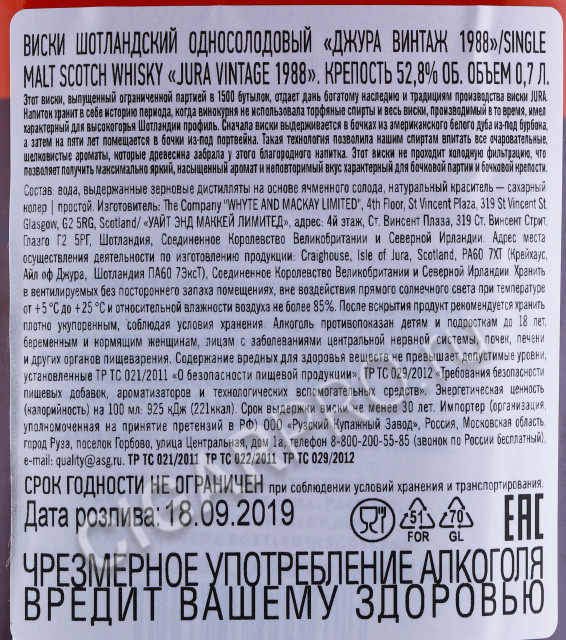 ВИСКИ ШОТЛАНДСКИЙ ОДНОСОЛОДОВЫЙ «ДЖУРА ВИНТАЖ 1988»/SINGLE
MALT SCOTCH WHISKY «JURA VINTAGE 1988». КРЕПОСТЬ 52,8% ОБ. ОБЪЕМ 0,7 Л.
Этот виски, выпущенный ограниченной партией в 1500 бутылок, отдает дань богатому наследию и традициям производства виски JURA.
Напиток хранит в себе историю периода, когда винокурня не использовала торфяные спирты и весь виски, производимый в то время, имел
характерный для высокогорья Шотландии профиль. Сначала виски выдерживается в бочках из американского белого дуба из-под бурбона,
а затем на пяти лет помещается в бочки из-под портвейна. Такая технология позволила нашим спиртам впитать все очаровательные,
шелковистые ароматы, которые древесина забрала у этого благородного напитка. Этот виски не проходит холодную фильтрацию, что
позволяет получить максимально яркий, насыщенный аромат и неповторимый вкус характерный для бочковой партии и бочковой крепости.
Состав: вода, выдержанные зерновые дистилляты на основе ячменного солода, натуральный краситель — сахарный
колер | простой. Изготовитель: The Company "WHYTE AND MACKAY LIMITED", 4th Floor, St Vincent Plaza, 319 St Vincent St,
Glasgow, G2 5RG, Scotland/ «УАЙТ ЭНД МАККЕЙ ЛИМИТЕД», адрес: 4й этаж, Ст. Винсент Плаза, 319 Ст. Винсент Стрит,
Глазго Г2 5РГ, Шотландия, Соединенное Королевство Великобритании и Северной Ирландии. Адрес места
осуществления деятельности по изготовлению продукции: Craighouse, Isle of Jura, Scotland, PA60 7XT (Крейхаус,
Айл оф Джура, Шотландия ПА60 7ЭксТ), Соединенное Королевство Великобритании и Северной Ирландии. Хранить
в вентилируемых без постороннего запаха помещениях, вне воздействия прямого солнечного света при температуре
от +5 °С до +25 °С и относительной влажности воздуха не более 85%. После вскрытия продукт рекомендуется хранить
плотно укупоренным, соблюдая условия хранения. Алкоголь противопоказан детям и подросткам до 18 лет,
беременным и кормящим женщинам, лицам с заболеваниями центральной нервной системы, почек, печени
и других органов пищеварения. Содержание вредных для здоровья веществ не превышает допустимые уровни,
установленные ТР ТС 021/2011 «О безопасности пищевой продукции» ТР ТС 029/2012 «Требования безопасности
пищевых добавок, ароматизаторов и технологических вспомогательных средств»; Энергетическая ценность
(калорийность) на 100 мл: 925 кДж (221ккал). Срок выдержки виски не менее 30 лет. Импортер (организация,
уполномоченная на принятие претензий в РФ) ООО «Рузский Купажный Завод», Россия, Московская область,
город Руза, поселок Горбово, улица Центральная, дом 1а, телефон 8-800-200-55-85 (звонок по России бесплатный),
e-mail: quality@asg.ru. ТР ТС 021/2011 ТР ТС 022/2011 ТР ТС 029/2012
СРОК ГОДНОСТИ НЕ ОГРАНИЧЕН при соблюдении условий хранения и транспортирования.
Дата розлива: 18.09.2019
51 FOR
70 GL
EAC
ЧРЕЗМЕРНОЕ УПОТРЕБЛЕНИЕ АЛКОГОЛЯ
ВРЕДИТ ВАШЕМУ ЗДОРОВЬЮ
CIGARPRO.ru